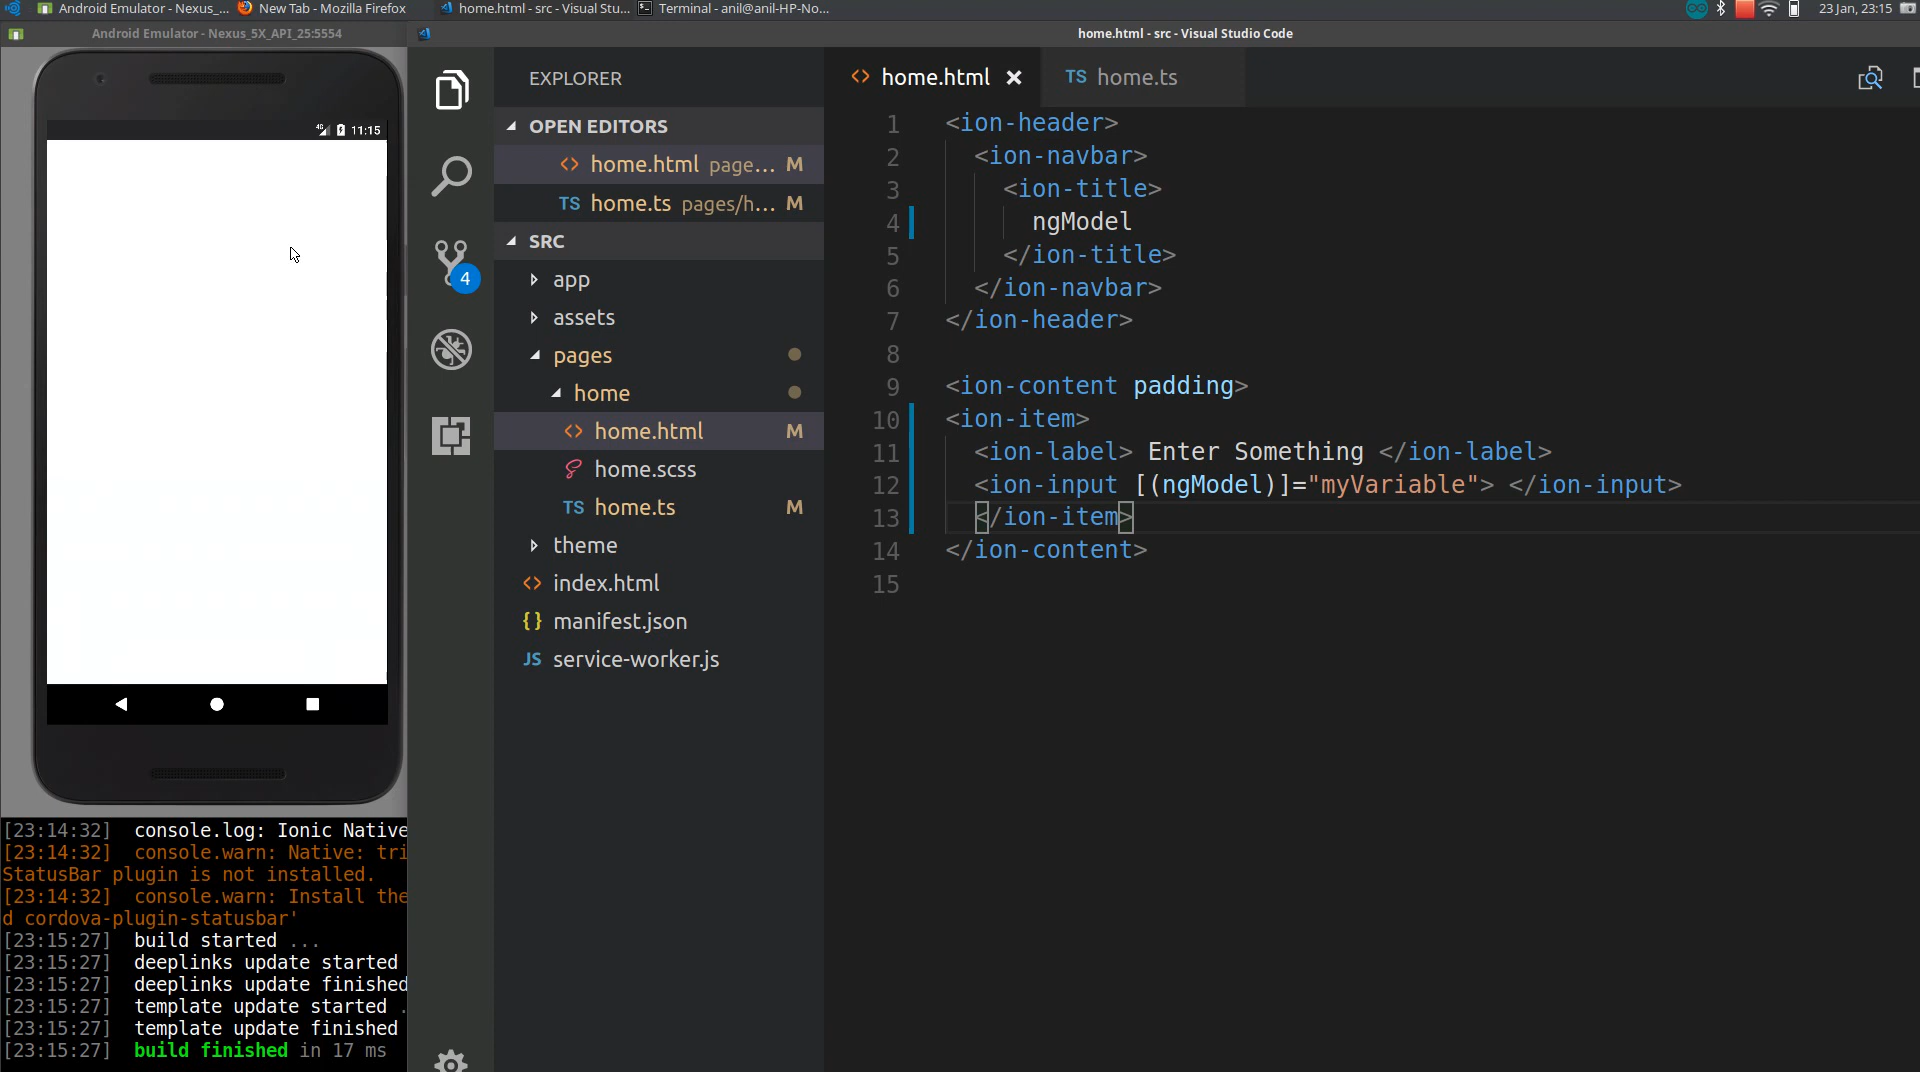 Android Emulator - Nexus_...
New Tab - Mozilla Firefox
home.html - src - Visual Stu...
Terminal - anil@anil-HP-No...
23 Jan, 23:15
Android Emulator - Nexus_5X_API_25:5554
home.html - src - Visual Studio Code
4G
11:15
EXPLORER
OPEN EDITORS
<> home.html page... M
TS home.ts pages/h... M
SRC
4
app
assets
pages
home
<> home.html M
home.scss
TS home.ts M
theme
<> index.html
{ } manifest.json
JS service-worker.js
<> home.html ×
TS home.ts
1 <ion-header>
2 <ion-navbar>
3 <ion-title>
4 ngModel
5 </ion-title>
6 </ion-navbar>
7 </ion-header>
8
9 <ion-content padding>
10 <ion-item>
11 <ion-label> Enter Something </ion-label>
12 <ion-input [(ngModel)]="myVariable"> </ion-input>
13 </ion-item>
14 </ion-content>
15
[23:14:32] console.log: Ionic Native
[23:14:32] console.warn: Native: tri
StatusBar plugin is not installed.
[23:14:32] console.warn: Install the
d cordova-plugin-statusbar'
[23:15:27] build started ...
[23:15:27] deeplinks update started
[23:15:27] deeplinks update finished
[23:15:27] template update started .
[23:15:27] template update finished
[23:15:27] build finished in 17 ms